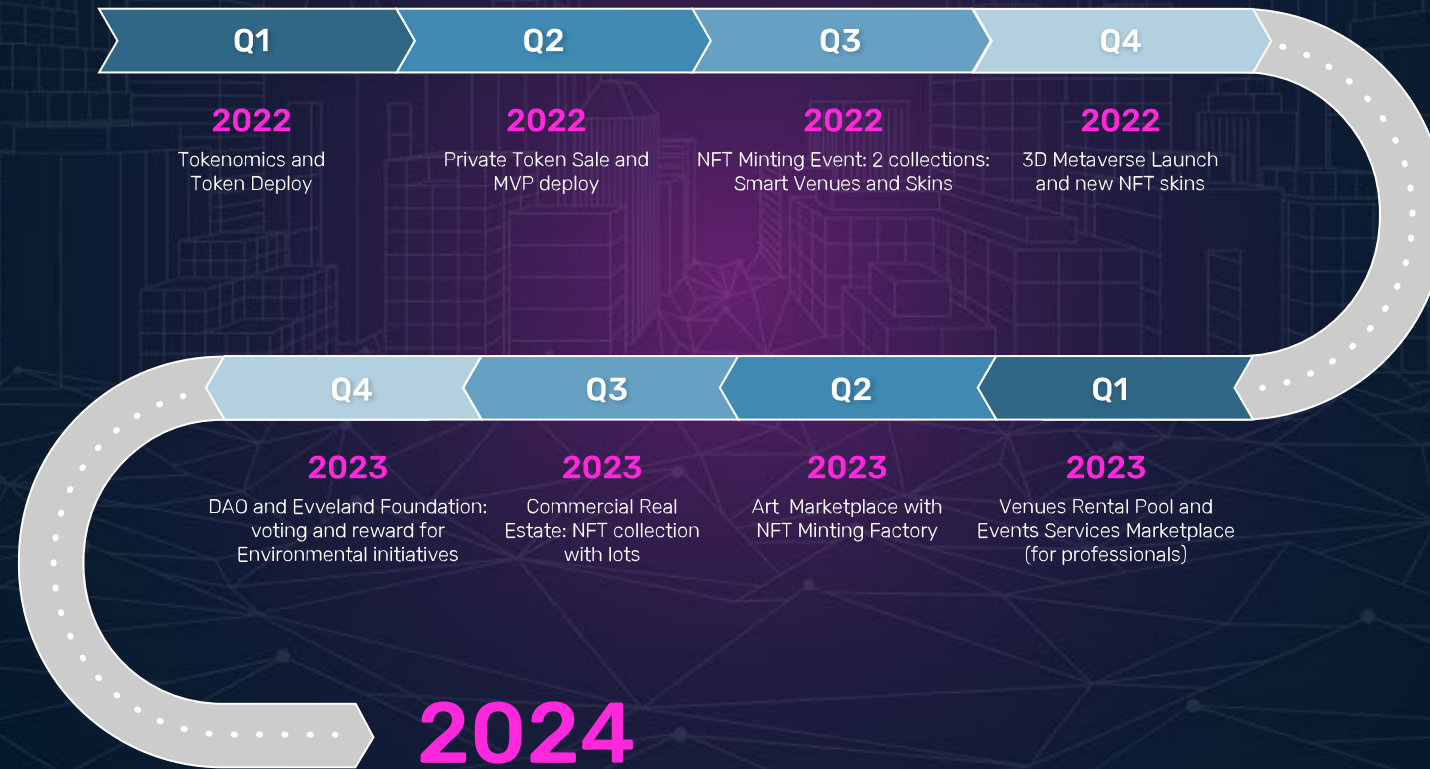 Q1
Q2
Q3
Q4
2022
Tokenomics and
Token Deploy
2022
Private Token Sale and
MVP deploy
2022
NFT Minting Event: 2 collections:
Smart Venues and Skins
2022
3D Metaverse Launch
and new NFT skins
Q4
Q3
Q2
Q1
2023
DAO and Evveland Foundation:
voting and reward for
Environmental initiatives
2023
Commercial Real
Estate: NFT collection
with lots
2023
Art  Marketplace with
NFT Minting Factory
2023
Venues Rental Pool and
Events Services Marketplace
(for professionals)
2024